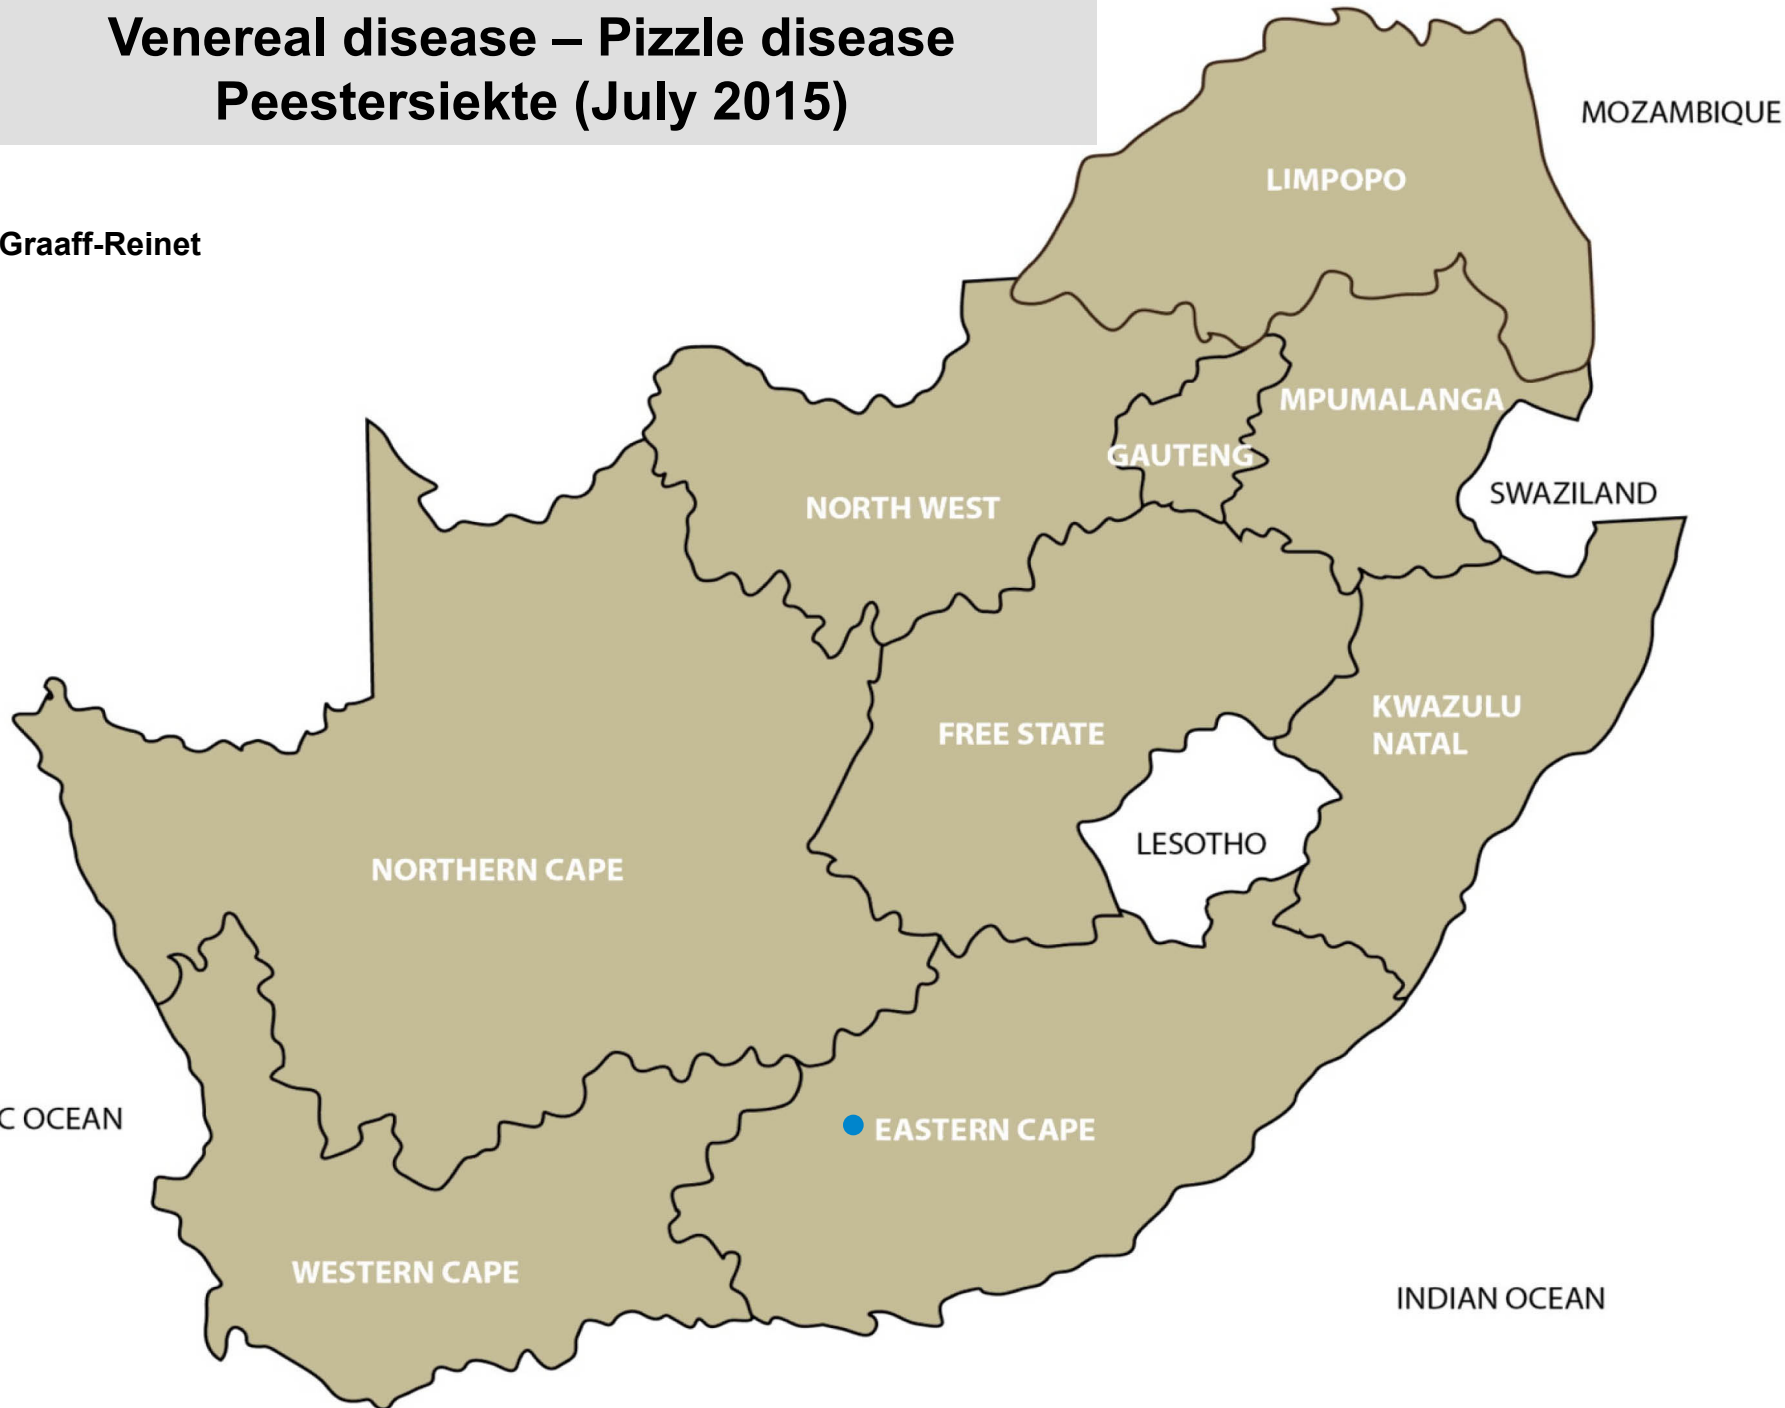 Venereal disease – Pizzle disease
Peestersiekte (July 2015)
MOZAMBIQUE
LIMPOPO
Graaff-Reinet
MPUMALANGA
GAUTENG
SWAZILAND
NORTH WEST
KWAZULU
NATAL
FREE STATE
LESOTHO
NORTHERN CAPE
C OCEAN
EASTERN CAPE
WESTERN CAPE
INDIAN OCEAN